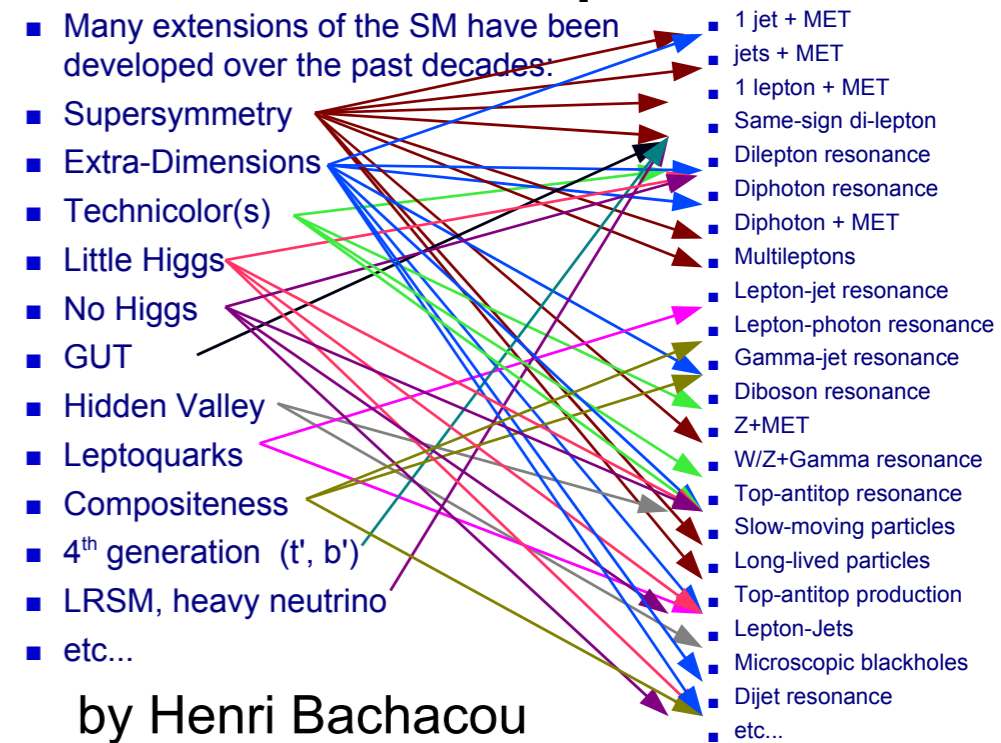 Many extensions of the SM have been
developed over the past decades:
Supersymmetry
Extra-Dimensions
Technicolor(s)
Little Higgs
No Higgs
GUT
Hidden Valley
Leptoquarks
Compositeness
4th generation (t', b')
LRSM, heavy neutrino
etc...
by Henri Bachacou
1 jet + MET
jets + MET
1 lepton + MET
Same-sign di-lepton
Dilepton resonance
Diphoton resonance
Diphoton + MET
Multileptons
Lepton-jet resonance
Lepton-photon resonance
Gamma-jet resonance
Diboson resonance
Z+MET
W/Z+Gamma resonance
Top-antitop resonance
Slow-moving particles
Long-lived particles
Top-antitop production
Lepton-Jets
Microscopic blackholes
Dijet resonance
etc...